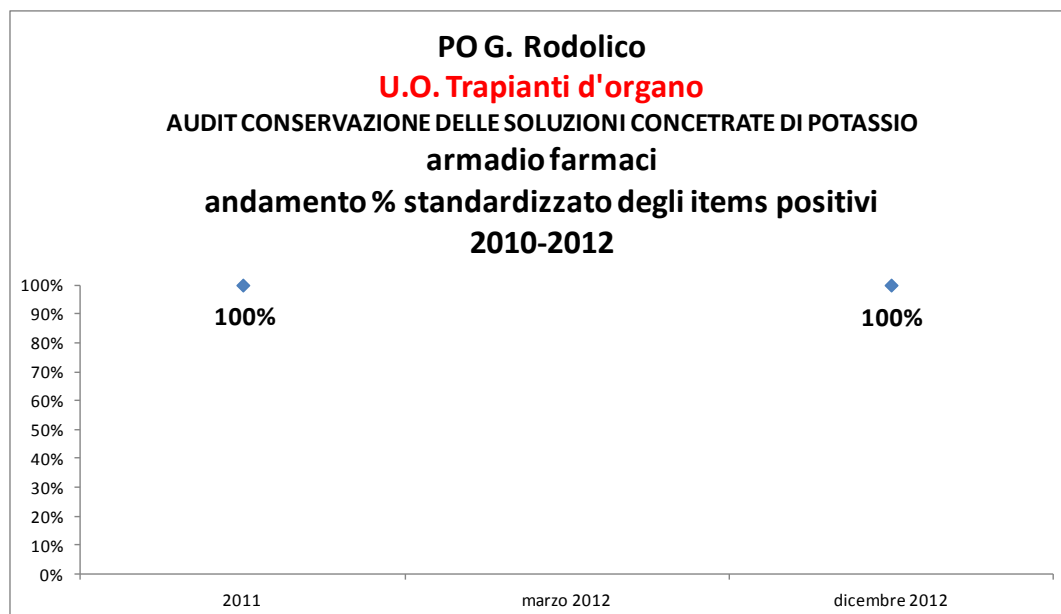 PO G. Rodolico
U.O. Trapianti d'organo
AUDIT CONSERVAZIONE DELLE SOLUZIONI CONCETRATE DI POTASSIO
armadio farmaci
andamento % standardizzato degli items positivi
2010-2012
100%
90%
80%
70%
60%
50%
40%
30%
20%
10%
0%
100%
100%
2011
marzo 2012
dicembre 2012